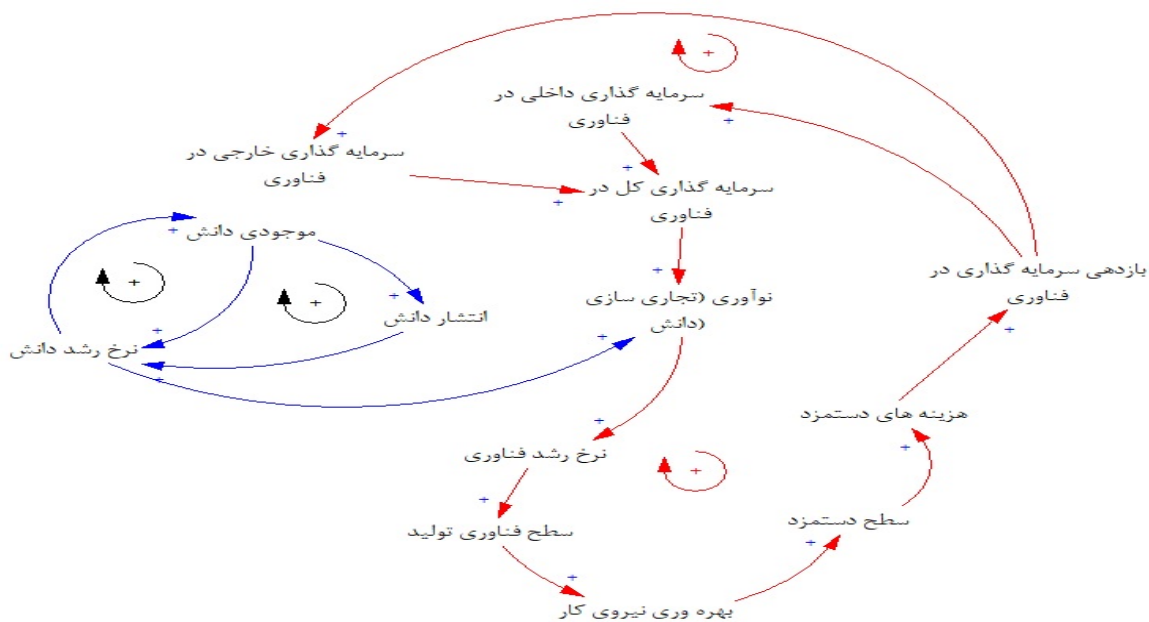 سرمایه گذاری داخلی در
فناوری
سرمایه گذاری خارجی در
فناوری
سرمایه گذاری کل در
فناوری
موجودی دانش
بازدهی سرمایه گذاری در
فناوری
نوآوری (تجاری سازی
دانش)
انتشار دانش
نرخ رشد دانش
هزینه های دستمزد
نرخ رشد فناوری
سطح دستمزد
سطح فناوری تولید
بهره وری نیروی کار